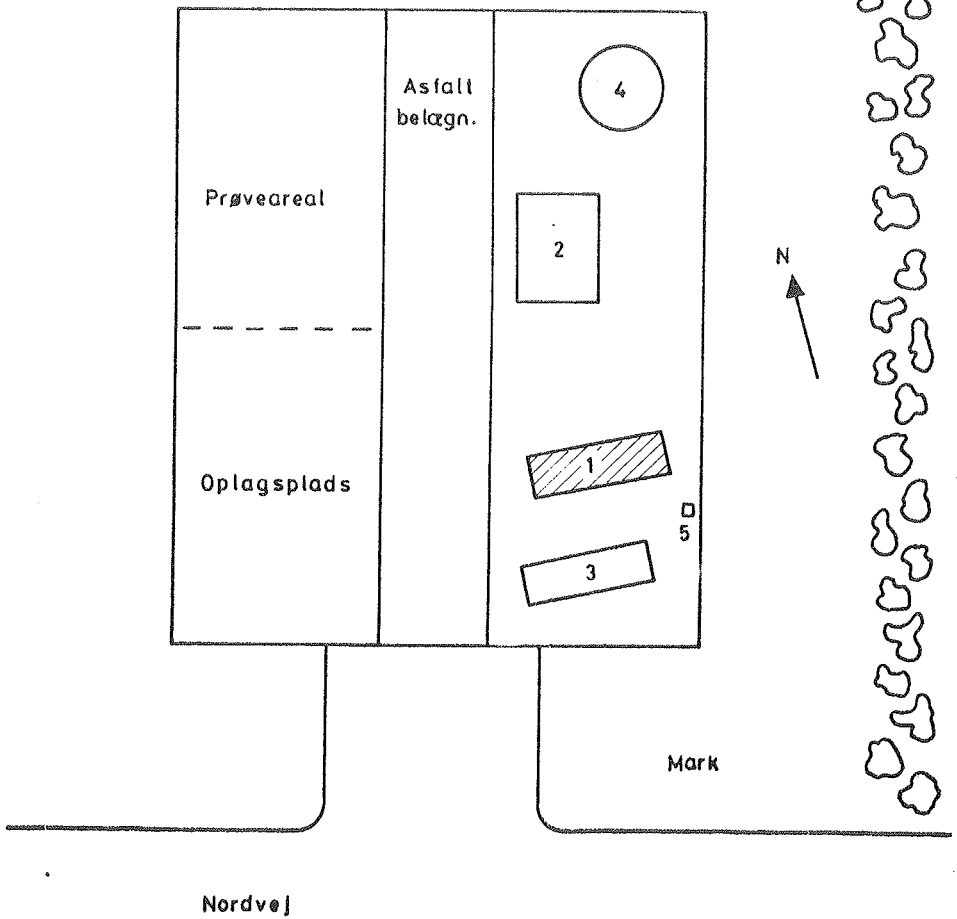 Asfalt
belægn.
4
Prøveareal
2
N
1
Oplagsplads
5
3
Mark
Nordvej